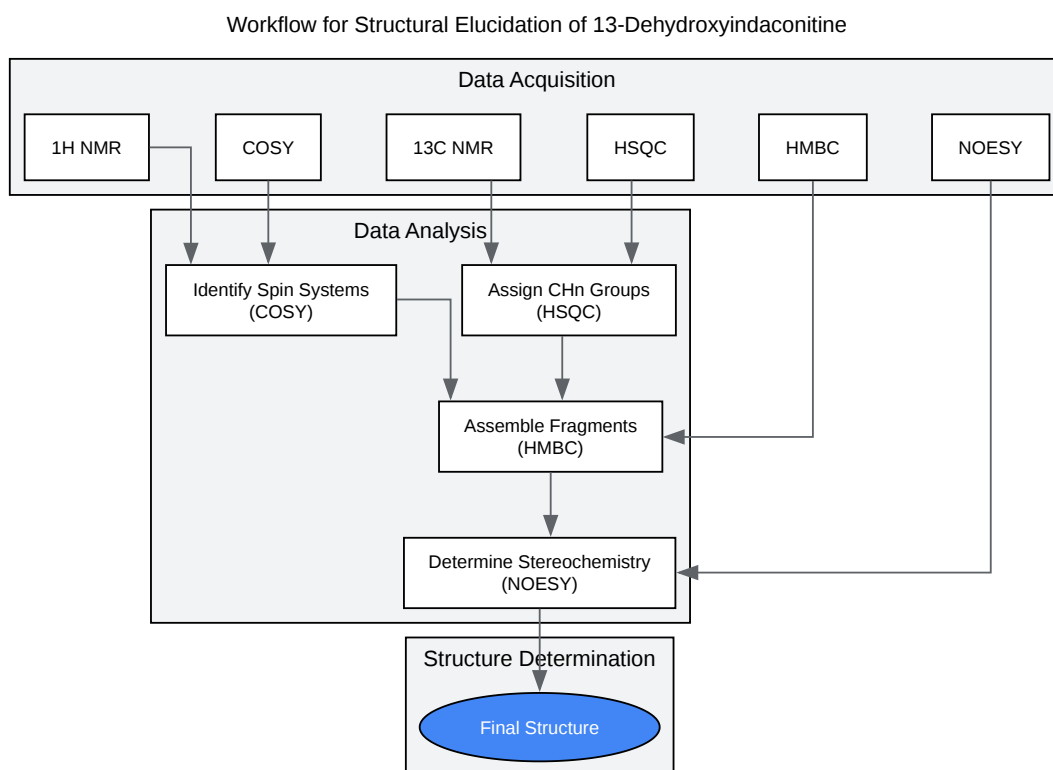 Workflow for Structural Elucidation of 13-Dehydroxyindaconitine
Data Acquisition
1H NMR
COSY
13C NMR
HSQC
HMBC
NOESY
Data Analysis
Identify Spin Systems
(COSY)
Assign CHn Groups
(HSQC)
Assemble Fragments
(HMBC)
Determine Stereochemistry
(NOESY)
Structure Determination
Final Structure